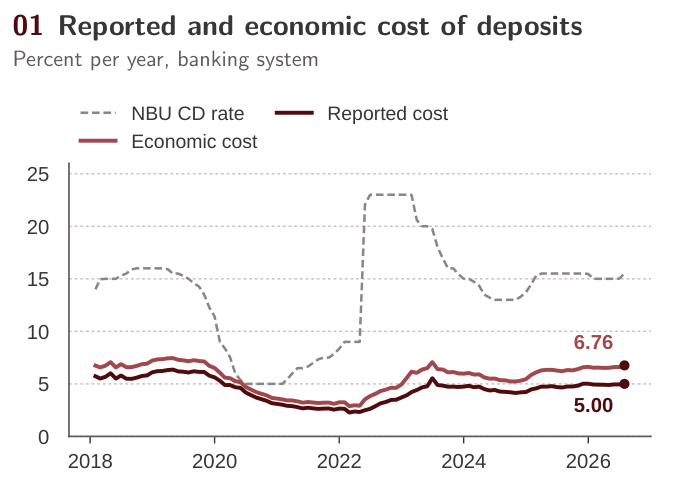 01 Reported and economic cost of deposits
Percent per year, banking system
NBU CD rate
Reported cost
Economic cost
25
20
15
10
5
0
6.76
5.00
2018
2020
2022
2024
2026